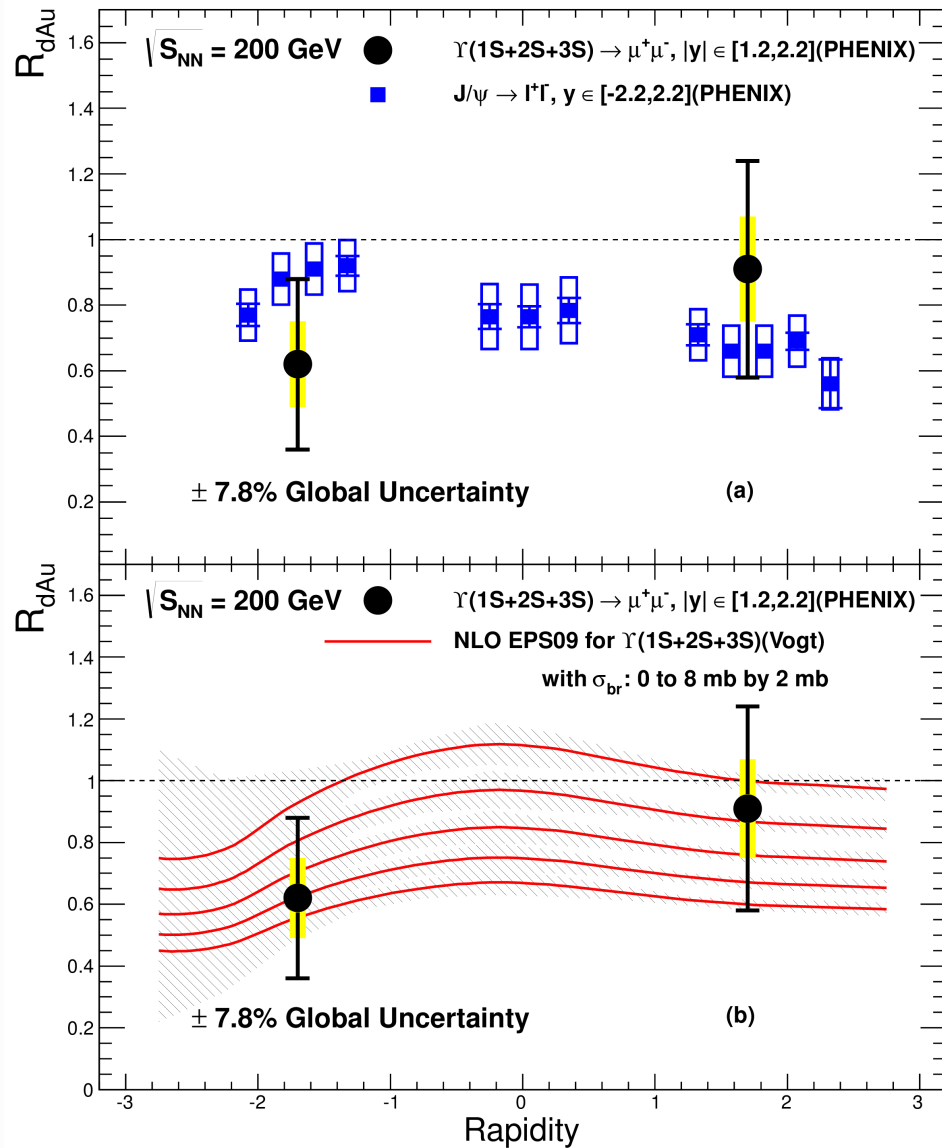 R_dAu
1.6
1.4
1.2
1
0.8
0.6
0.4
0.2
√S_NN = 200 GeV
ϒ(1S+2S+3S) → μ⁺μ⁻, |y| ∈ [1.2,2.2](PHENIX)
J/ψ → l⁺l⁻, y ∈ [-2.2,2.2](PHENIX)
± 7.8% Global Uncertainty
(a)
R_dAu
1.6
1.4
1.2
1
0.8
0.6
0.4
0.2
0
√S_NN = 200 GeV
ϒ(1S+2S+3S) → μ⁺μ⁻, |y| ∈ [1.2,2.2](PHENIX)
NLO EPS09 for ϒ(1S+2S+3S)(Vogt)
with σ_br : 0 to 8 mb by 2 mb
± 7.8% Global Uncertainty
(b)
-3 -2 -1 0 1 2 3
Rapidity